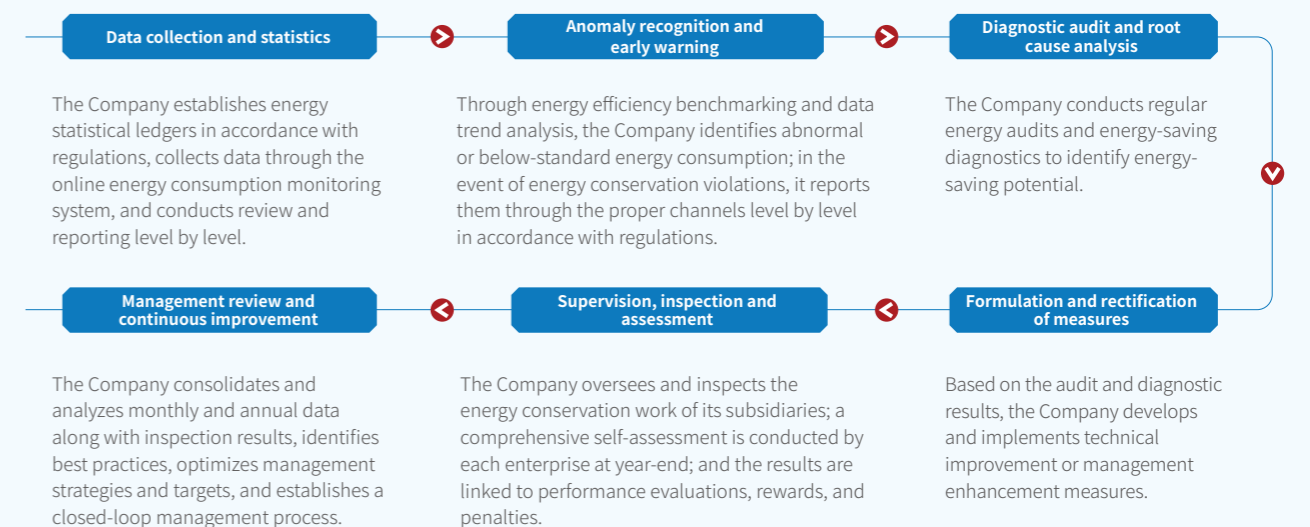 Data collection and statistics
The Company establishes energy
statistical ledgers in accordance with
regulations, collects data through the
online energy consumption monitoring
system, and conducts review and
reporting level by level.
Anomaly recognition and
early warning
Through energy efficiency benchmarking and data
trend analysis, the Company identifies abnormal
or below-standard energy consumption; in the
event of energy conservation violations, it reports
them through the proper channels level by level
in accordance with regulations.
Diagnostic audit and root
cause analysis
The Company conducts regular
energy audits and energy-saving
diagnostics to identify energy-
saving potential.
Formulation and rectification
of measures
Based on the audit and diagnostic
results, the Company develops
and implements technical
improvement or management
enhancement measures.
Supervision, inspection and
assessment
The Company oversees and inspects the
energy conservation work of its subsidiaries; a
comprehensive self-assessment is conducted by
each enterprise at year-end; and the results are
linked to performance evaluations, rewards, and
penalties.
Management review and
continuous improvement
The Company consolidates and
analyzes monthly and annual data
along with inspection results, identifies
best practices, optimizes management
strategies and targets, and establishes a
closed-loop management process.